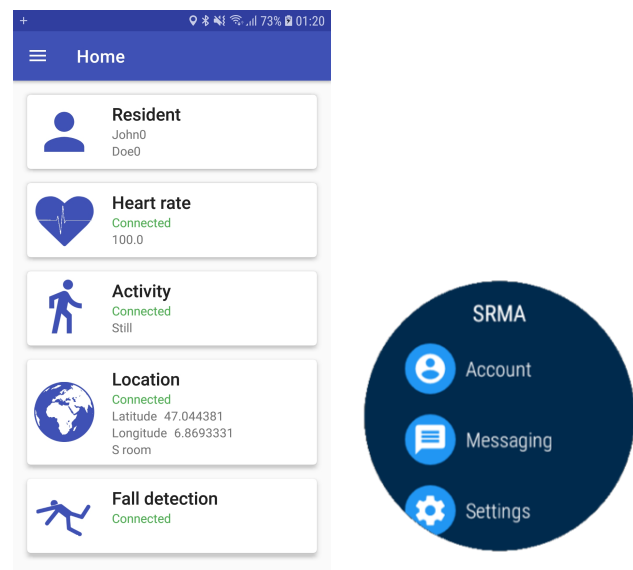 + 73% 01:20
Home
Resident
John0
Doe0
Heart rate
Connected
100.0
Activity
Connected
Still
Location
Connected
Latitude 47.044381
Longitude 6.8693331
S room
Fall detection
Connected
SRMA
Account
Messaging
Settings